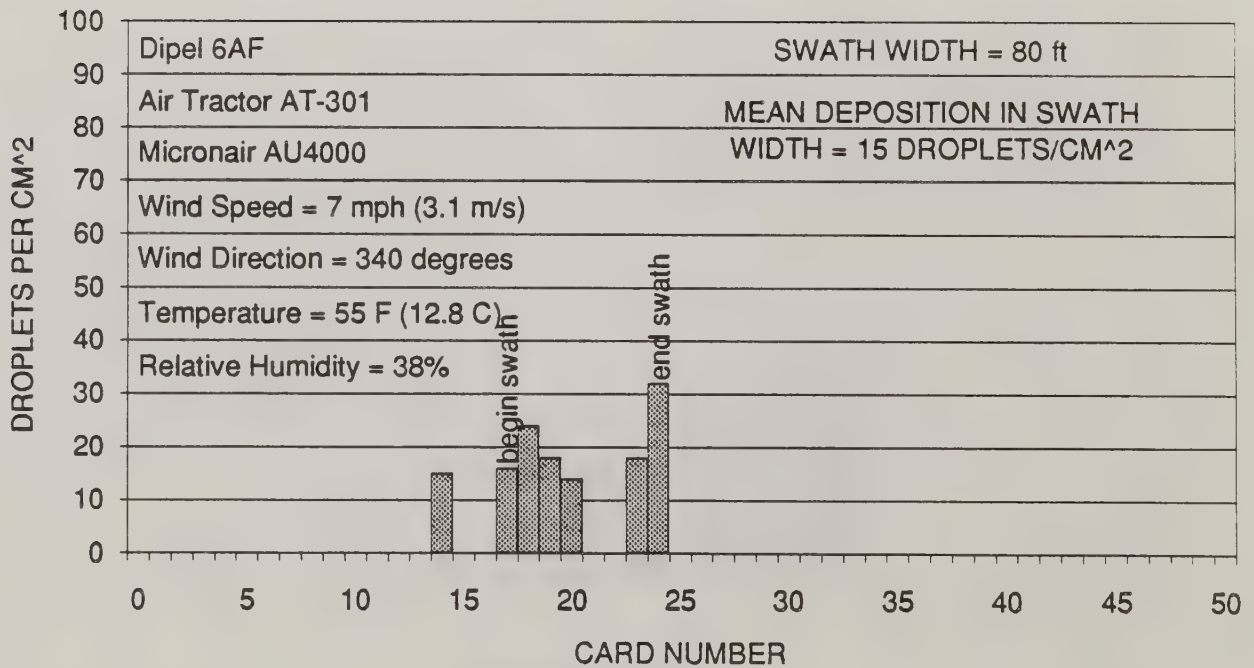 100
90
80
70
60
50
40
30
20
10
0
DROPLETS PER CM^2
Dipel 6AF
Air Tractor AT-301
Micronair AU4000
Wind Speed = 7 mph (3.1 m/s)
Wind Direction = 340 degrees
Temperature = 55 F (12.8 C)
Relative Humidity = 38%
SWATH WIDTH = 80 ft
MEAN DEPOSITION IN SWATH
WIDTH = 15 DROPLETS/CM^2
begin swath
end swath
0 5 10 15 20 25 30 35 40 45 50
CARD NUMBER